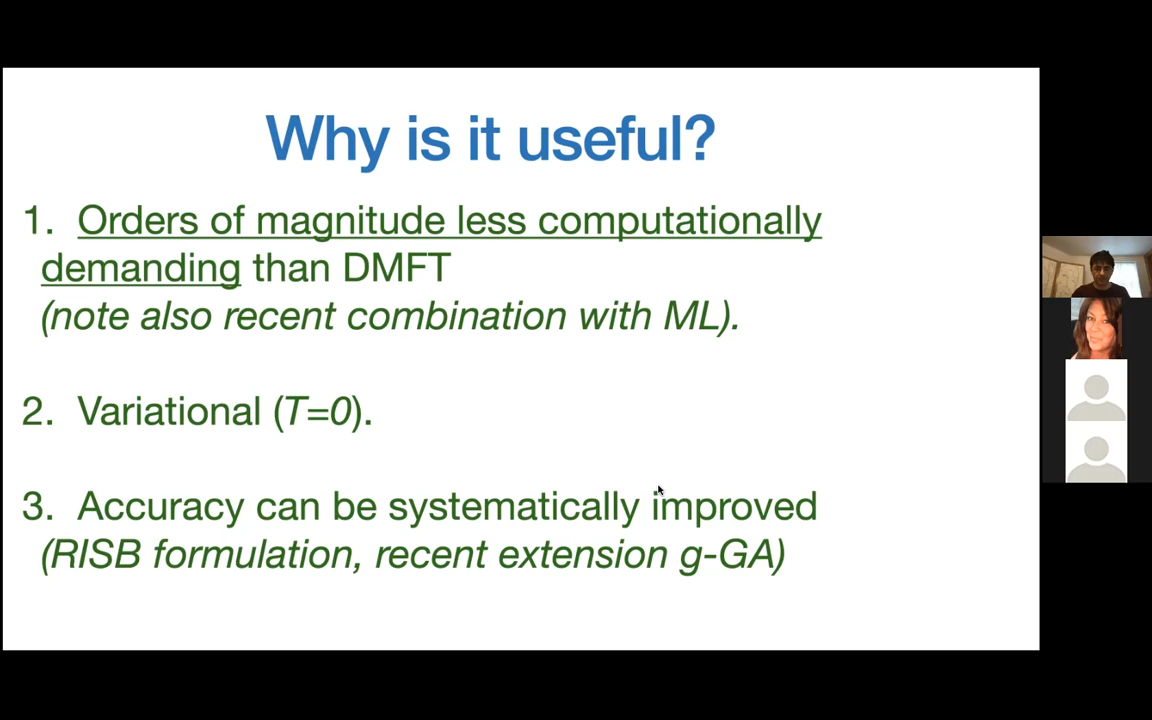 Why is it useful?
1. Orders of magnitude less computationally
demanding than DMFT
(note also recent combination with ML).
2. Variational (T=0).
3. Accuracy can be systematically improved
(RISB formulation, recent extension g-GA)